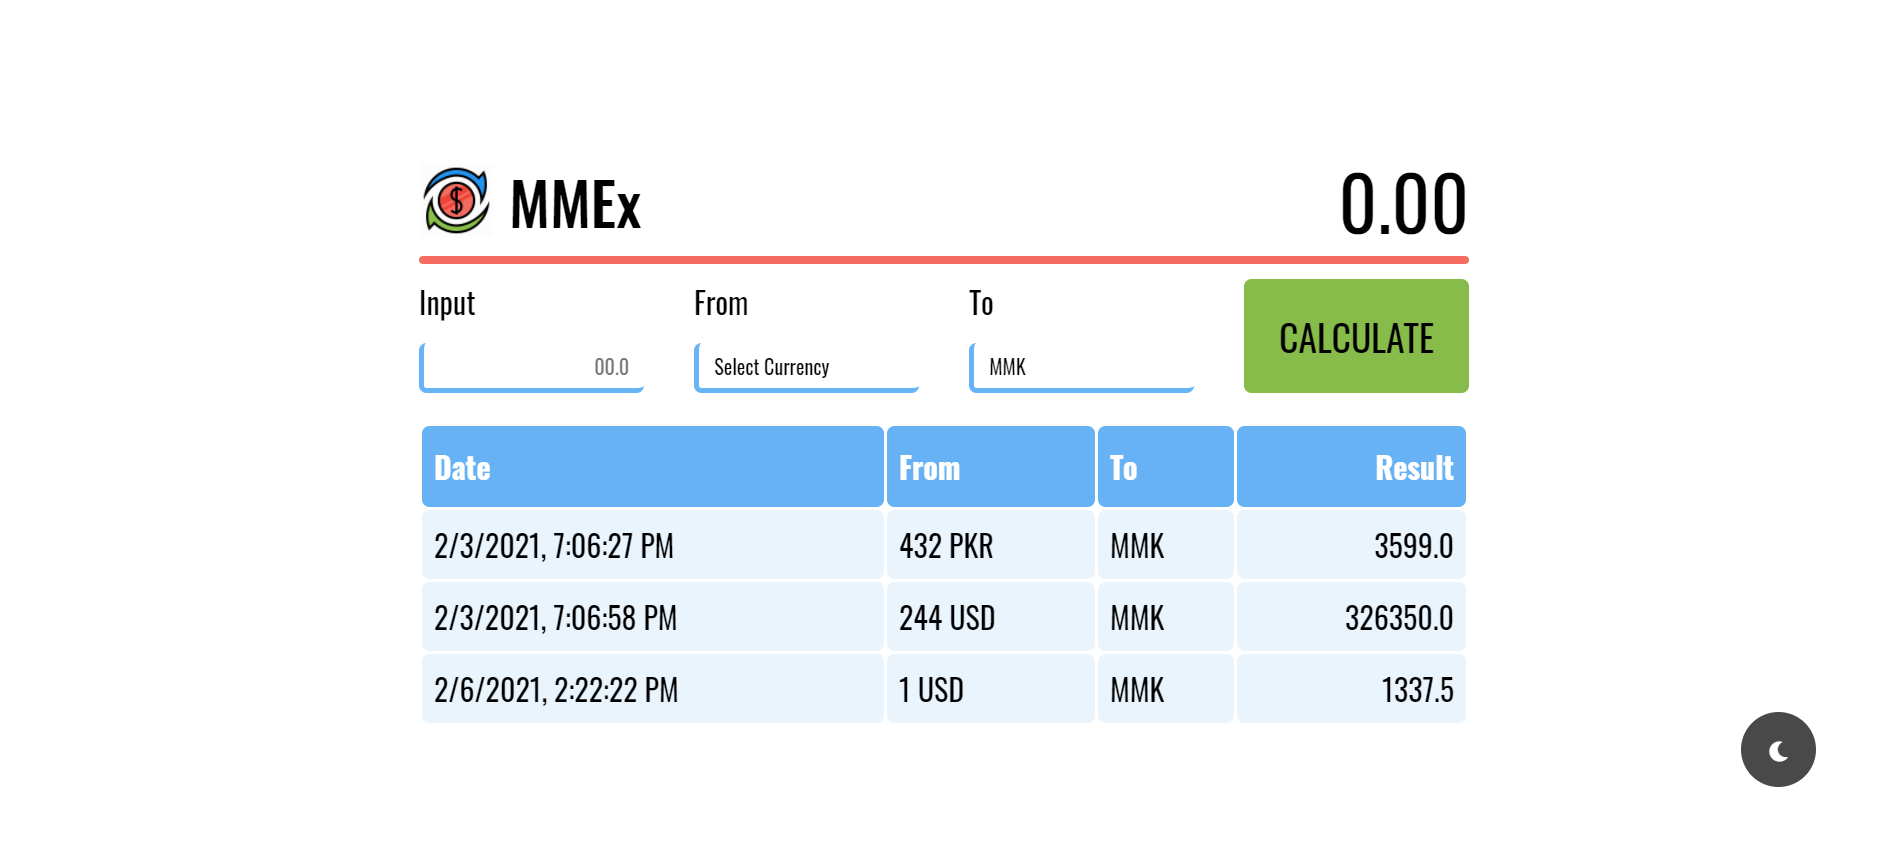 MMEx 0.00
Input From To CALCULATE
00.0 Select Currency MMK
Date From To Result
2/3/2021, 7:06:27 PM 432 PKR MMK 3599.0
2/3/2021, 7:06:58 PM 244 USD MMK 326350.0
2/6/2021, 2:22:22 PM 1 USD MMK 1337.5